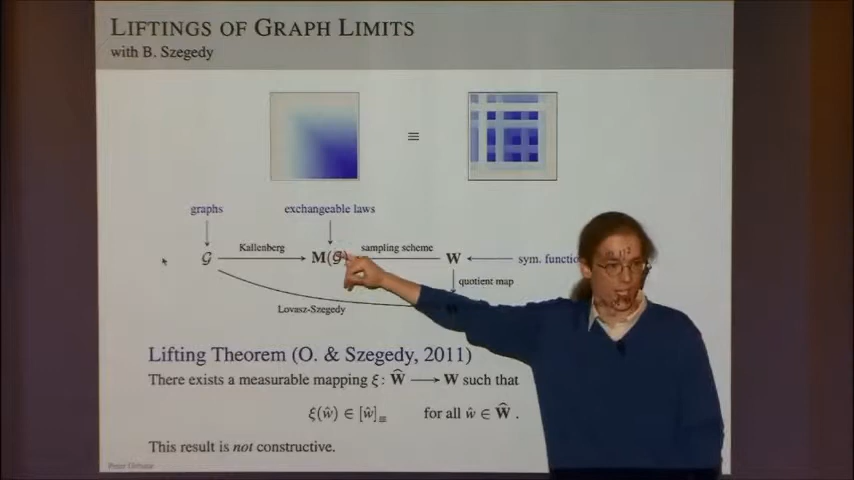 LIFTINGS OF GRAPH LIMITS
with B. Szegedy
≡
graphs
exchangeable laws
𝒢 Kallenberg M(𝒢) sampling scheme W sym. functio
quotient map
Lovasz-Szegedy
Lifting Theorem (O. & Szegedy, 2011)
There exists a measurable mapping ξ : Ŵ ⟶ W such that
ξ(ŵ) ∈ [ŵ]≡ for all ŵ ∈ Ŵ .
This result is not constructive.